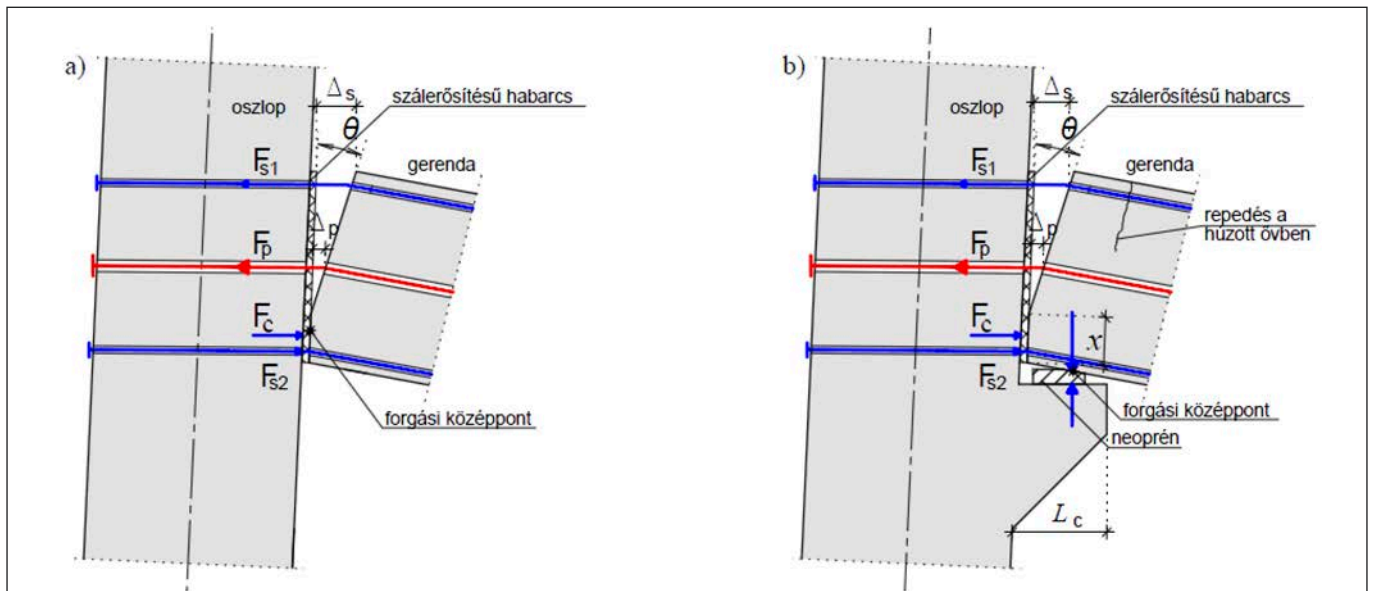 a)
Δs
oszlop
szálerősítésű habarcs
θ
Fs1
gerenda
Δp
Fp
Fc
Fs2
forgási középpont
b)
Δs
oszlop
szálerősítésű habarcs
θ
Fs1
gerenda
repedés a
húzott övben
Δp
Fp
Fc
x
Fs2
forgási középpont
neoprén
Lc